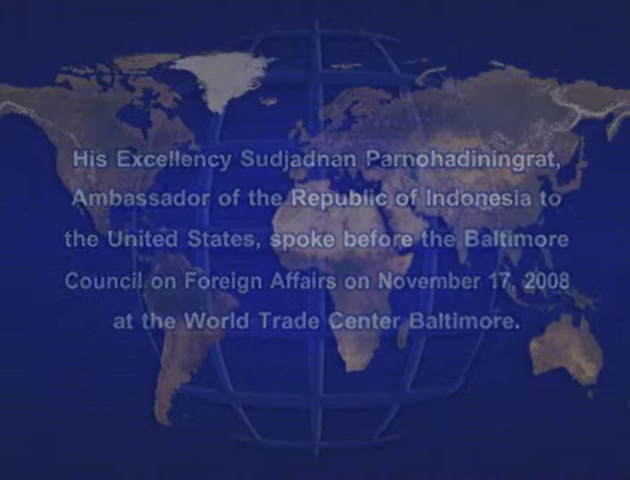 His Excellency Sudjadnan Parnohadiningrat,
Ambassador of the Republic of Indonesia to
the United States, spoke before the Baltimore
Council on Foreign Affairs on November 17, 2008
at the World Trade Center Baltimore.